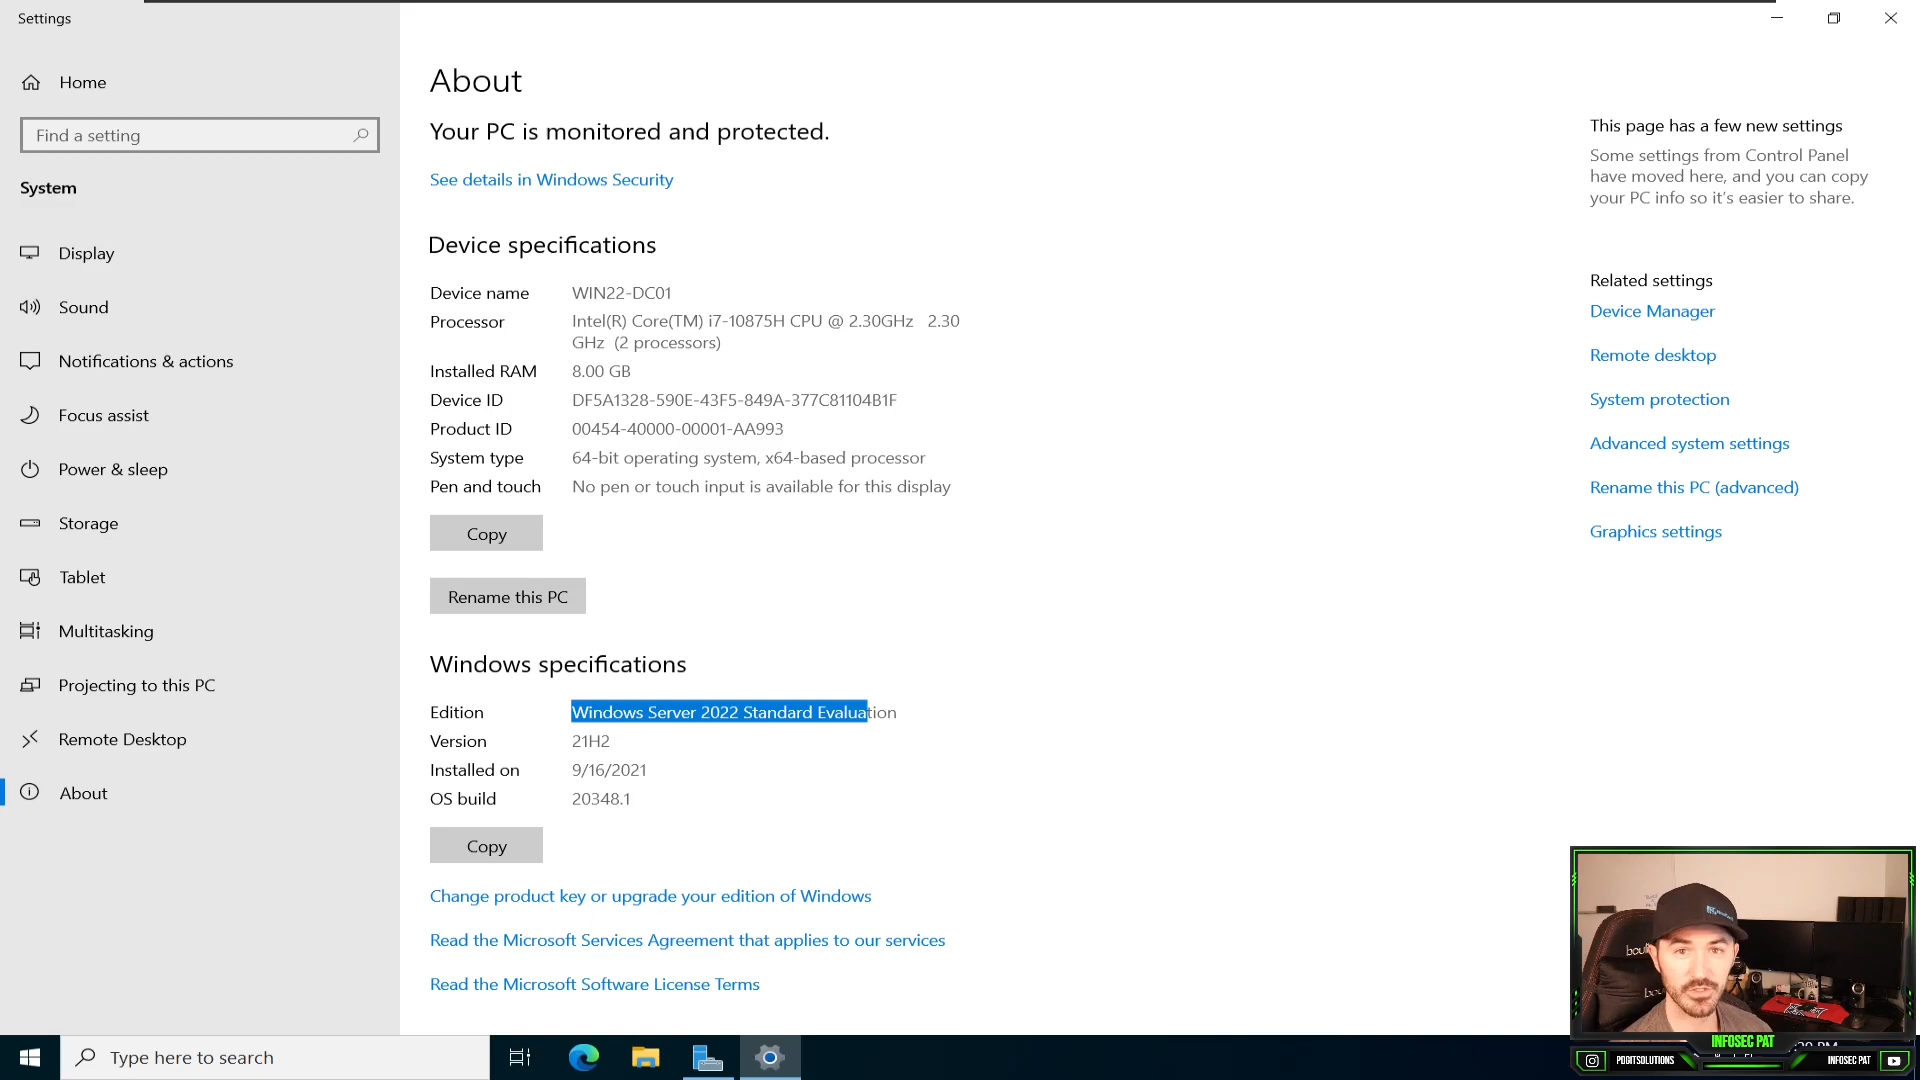 Settings
Home
Find a setting
System
Display
Sound
Notifications & actions
Focus assist
Power & sleep
Storage
Tablet
Multitasking
Projecting to this PC
Remote Desktop
About
About
Your PC is monitored and protected.
See details in Windows Security
Device specifications
Device name WIN22-DC01
Processor Intel(R) Core(TM) i7-10875H CPU @ 2.30GHz 2.30
GHz (2 processors)
Installed RAM 8.00 GB
Device ID DF5A1328-590E-43F5-849A-377C81104B1F
Product ID 00454-40000-00001-AA993
System type 64-bit operating system, x64-based processor
Pen and touch No pen or touch input is available for this display
Copy
Rename this PC
Windows specifications
Edition Windows Server 2022 Standard Evaluation
Version 21H2
Installed on 9/16/2021
OS build 20348.1
Copy
Change product key or upgrade your edition of Windows
Read the Microsoft Services Agreement that applies to our services
Read the Microsoft Software License Terms
This page has a few new settings
Some settings from Control Panel
have moved here, and you can copy
your PC info so it's easier to share.
Related settings
Device Manager
Remote desktop
System protection
Advanced system settings
Rename this PC (advanced)
Graphics settings
Type here to search
INFOSEC PAT
PDDITSOLUTIONS
INFOSEC PAT